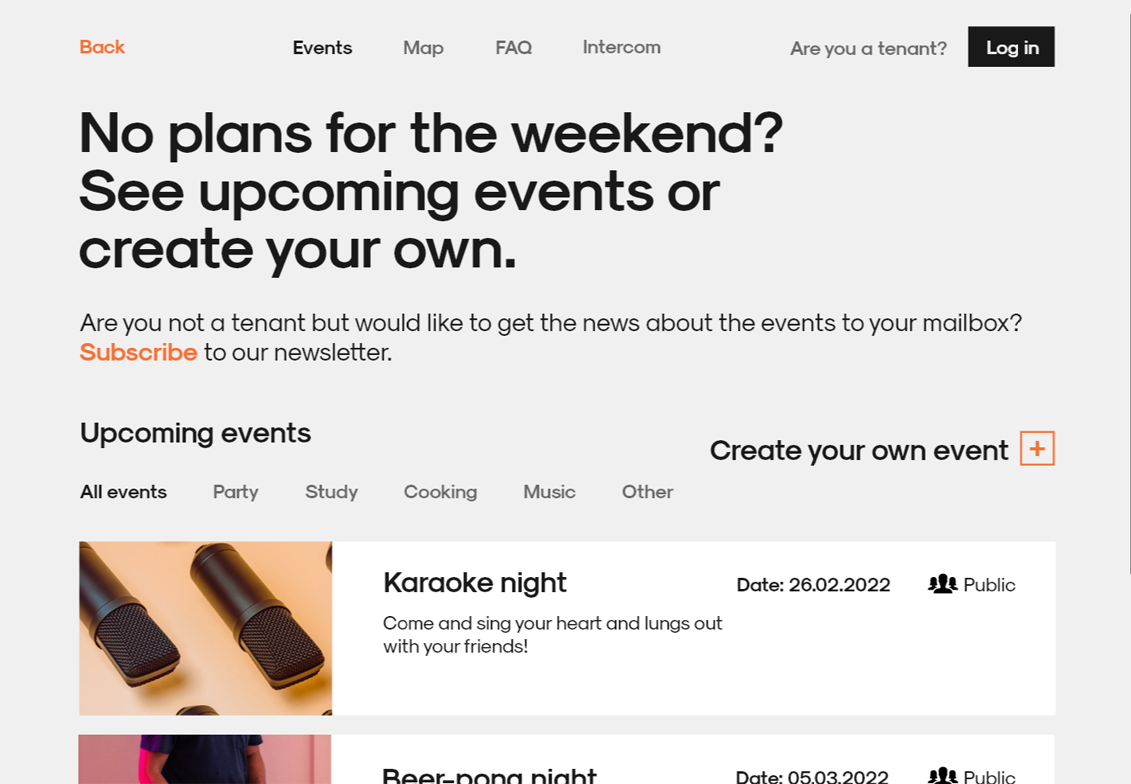 Back
Events
Map
FAQ
Intercom
Are you a tenant?
Log in
No plans for the weekend?
See upcoming events or
create your own.
Are you not a tenant but would like to get the news about the events to your mailbox?
Subscribe to our newsletter.
Upcoming events
Create your own event +
All events
Party
Study
Cooking
Music
Other
Karaoke night
Date: 26.02.2022
Public
Come and sing your heart and lungs out
with your friends!
Beer-pong night
Date: 05.03.2022
Public